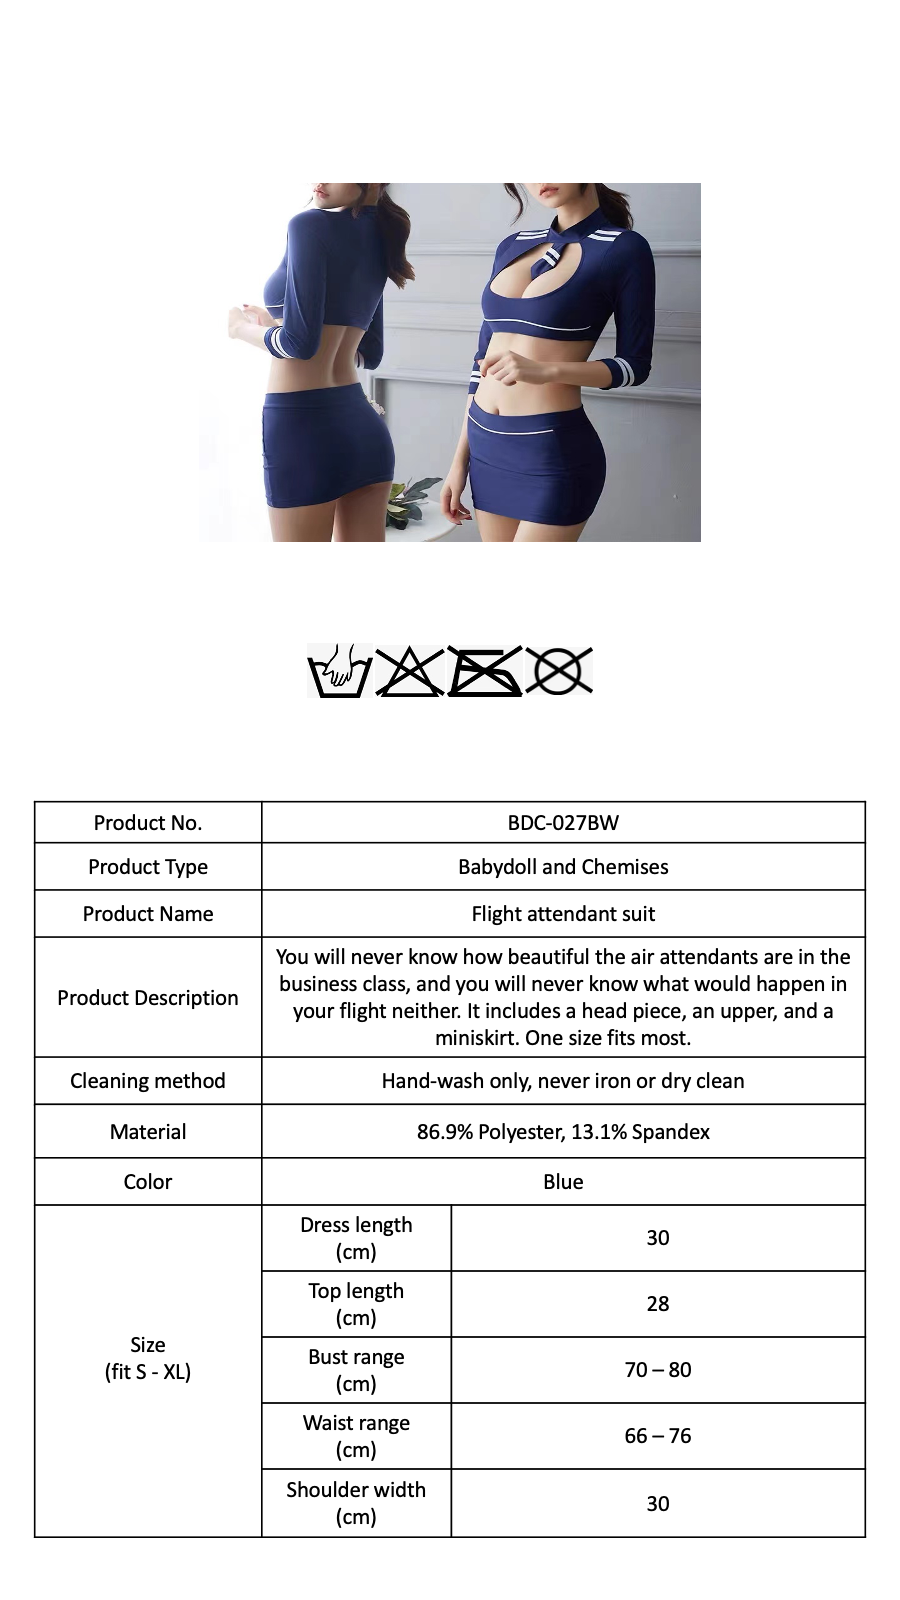 Product No.
BDC-027BW
Product Type
Babydoll and Chemises
Product Name
Flight attendant suit
Product Description
You will never know how beautiful the air attendants are in the
business class, and you will never know what would happen in
your flight neither. It includes a head piece, an upper, and a
miniskirt. One size fits most.
Cleaning method
Hand-wash only, never iron or dry clean
Material
86.9% Polyester, 13.1% Spandex
Color
Blue
Size
(fit S - XL)
Dress length
(cm)
30
Top length
(cm)
28
Bust range
(cm)
70 – 80
Waist range
(cm)
66 – 76
Shoulder width
(cm)
30